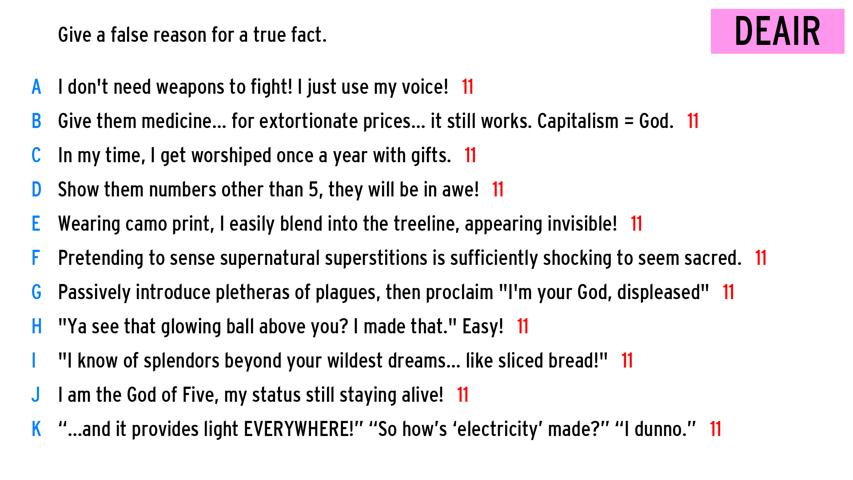 Give a false reason for a true fact.
DEAIR
A I don't need weapons to fight! I just use my voice! 11
B Give them medicine... for extortionate prices... it still works. Capitalism = God. 11
C In my time, I get worshiped once a year with gifts. 11
D Show them numbers other than 5, they will be in awe! 11
E Wearing camo print, I easily blend into the treeline, appearing invisible! 11
F Pretending to sense supernatural superstitions is sufficiently shocking to seem sacred. 11
G Passively introduce pletheras of plagues, then proclaim "I'm your God, displeased" 11
H "Ya see that glowing ball above you? I made that." Easy! 11
I "I know of splendors beyond your wildest dreams... like sliced bread!" 11
J I am the God of Five, my status still staying alive! 11
K “...and it provides light EVERYWHERE!” “So how’s ‘electricity’ made?” “I dunno.” 11